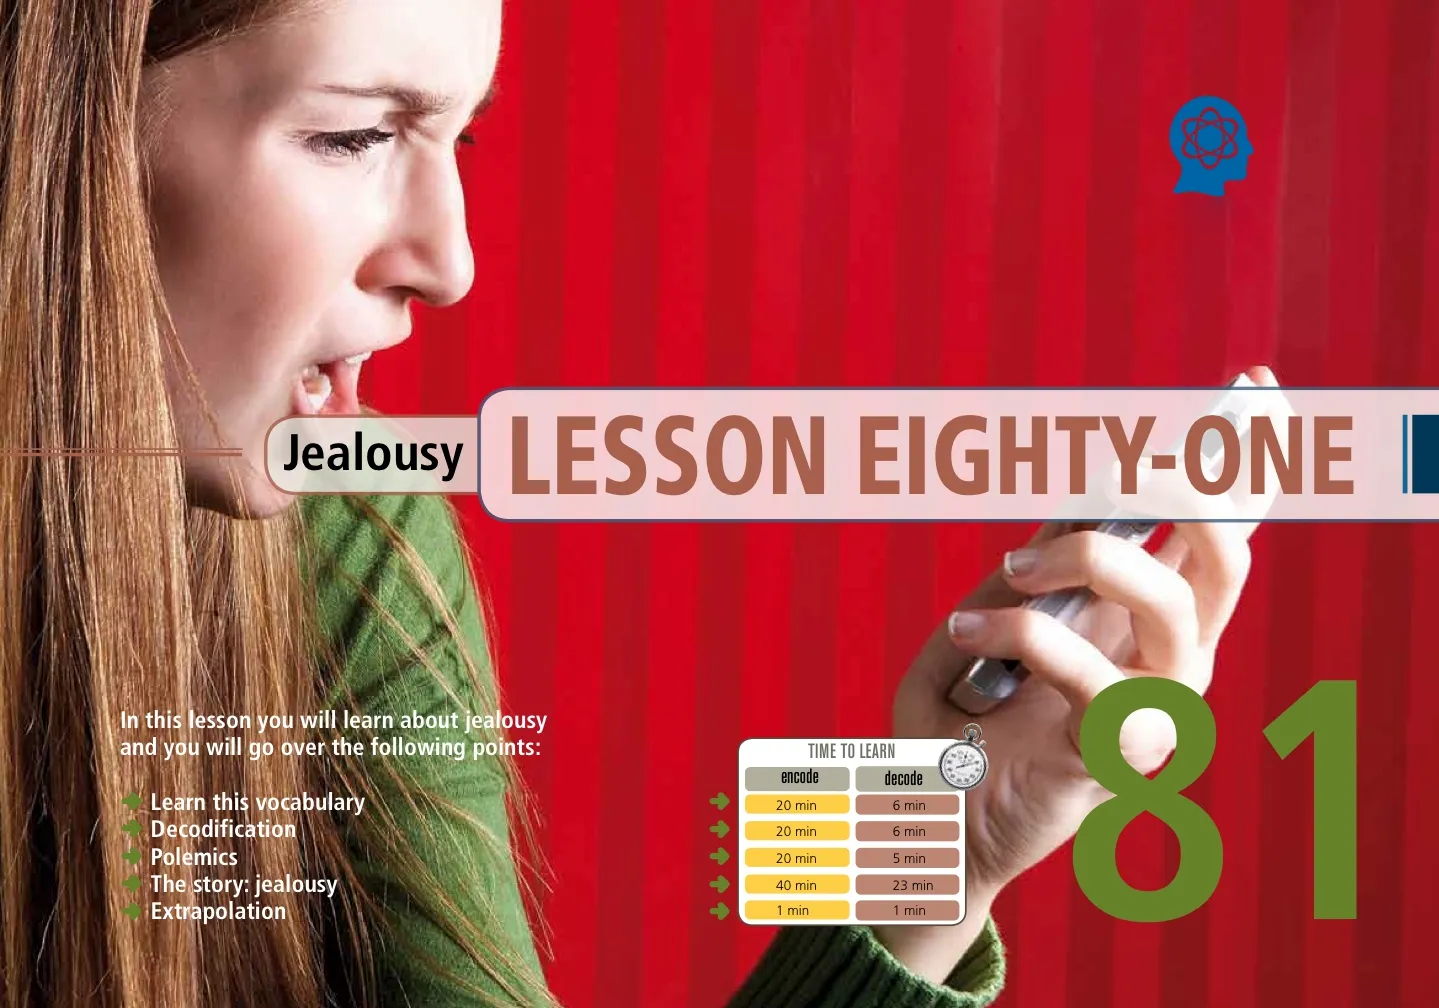 Jealousy
LESSON EIGHTY-ONE
In this lesson you will learn about jealousy
and you will go over the following points:
Learn this vocabulary
Decodification
Polemics
The story: jealousy
Extrapolation
TIME TO LEARN
encode decode
20 min 6 min
20 min 6 min
20 min 5 min
40 min 23 min
1 min 1 min
81